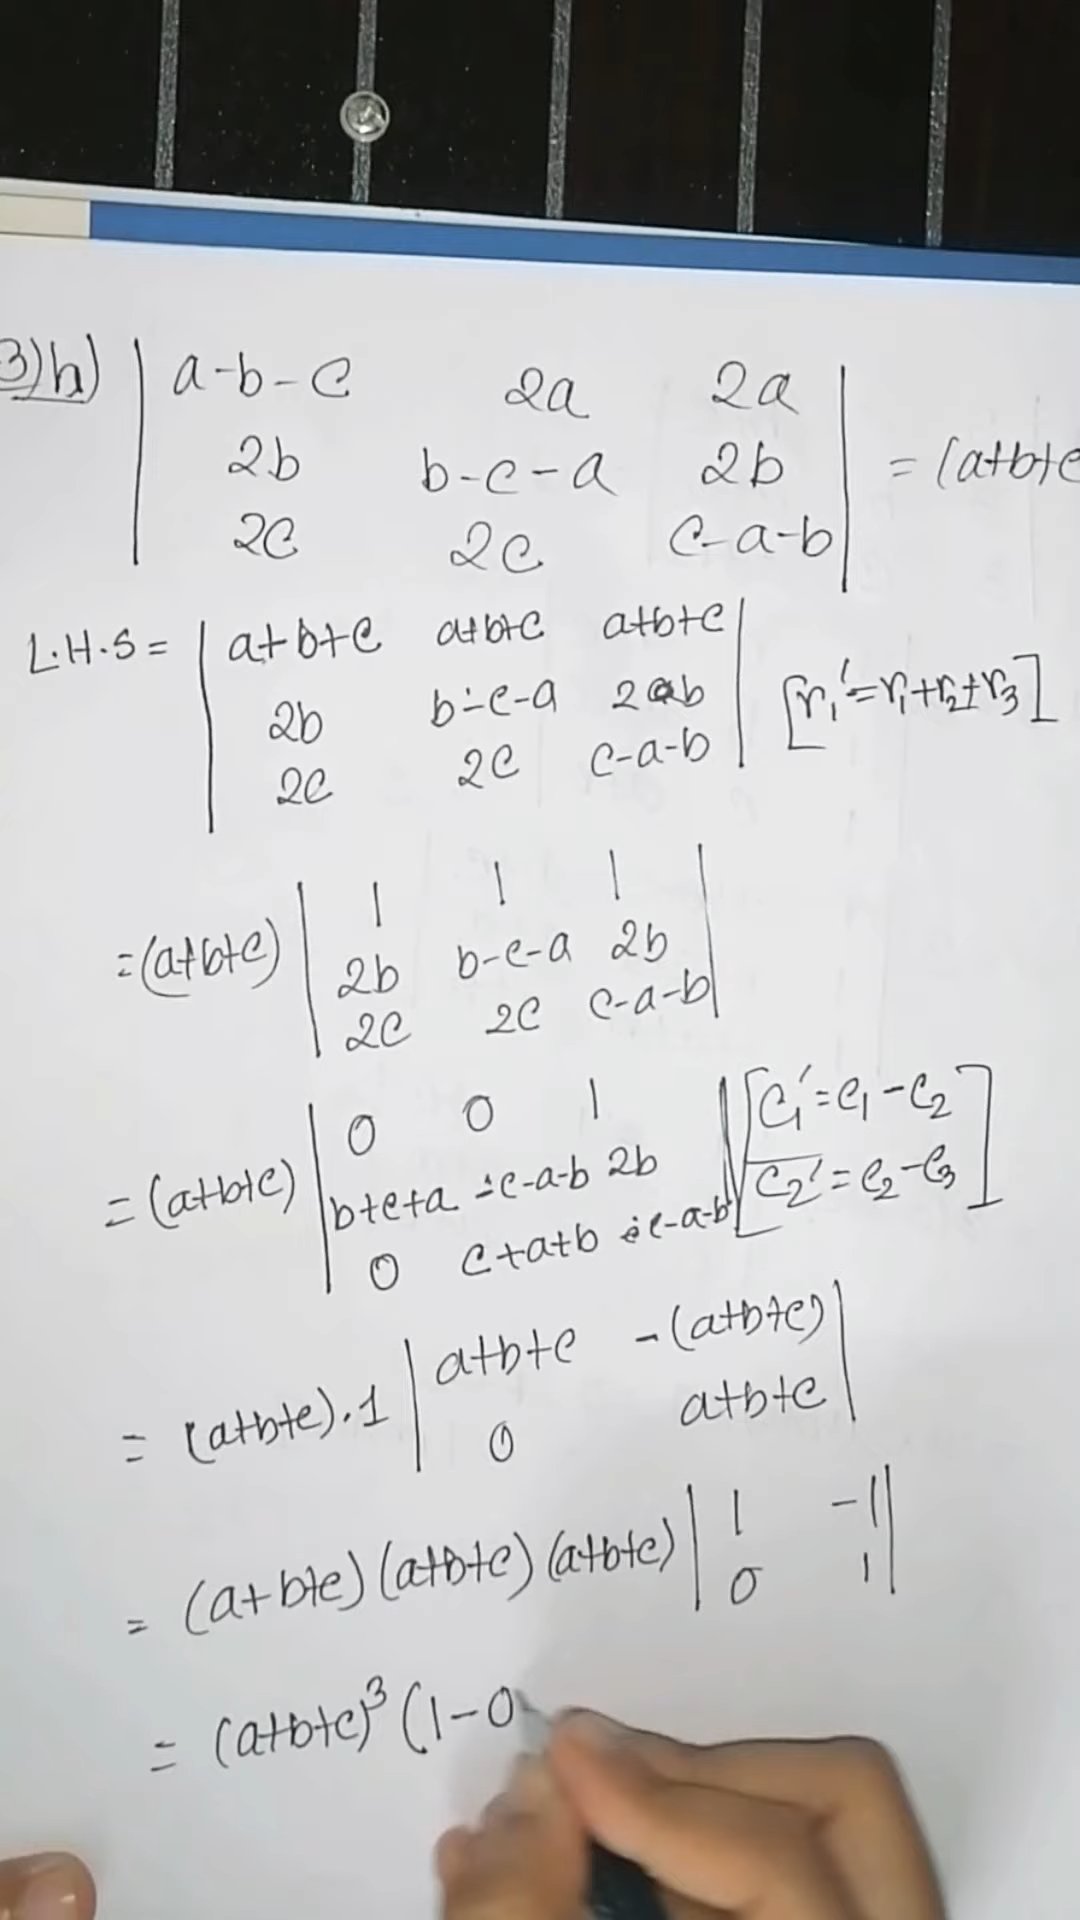 3)h) | a-b-c 2a 2a |
| 2b b-c-a 2b | = (a+b+c
| 2c 2c c-a-b |
L.H.S = | a+b+c a+b+c a+b+c |
| 2b b-c-a 2b | [r₁′=r₁+r₂+r₃]
| 2c 2c c-a-b |
=(a+b+c) | 1 1 1 |
| 2b b-c-a 2b |
| 2c 2c c-a-b |
=(a+b+c) | 0 0 1 | [c₁′=c₁-c₂
| b+c+a -c-a-b 2b | c₂′=c₂-c₃]
| 0 c+a+b c-a-b |
= (a+b+c).1 | a+b+c -(a+b+c) |
| 0 a+b+c |
= (a+b+c)(a+b+c)(a+b+c) | 1 -1 |
| 0 1 |
= (a+b+c)³ (1-0